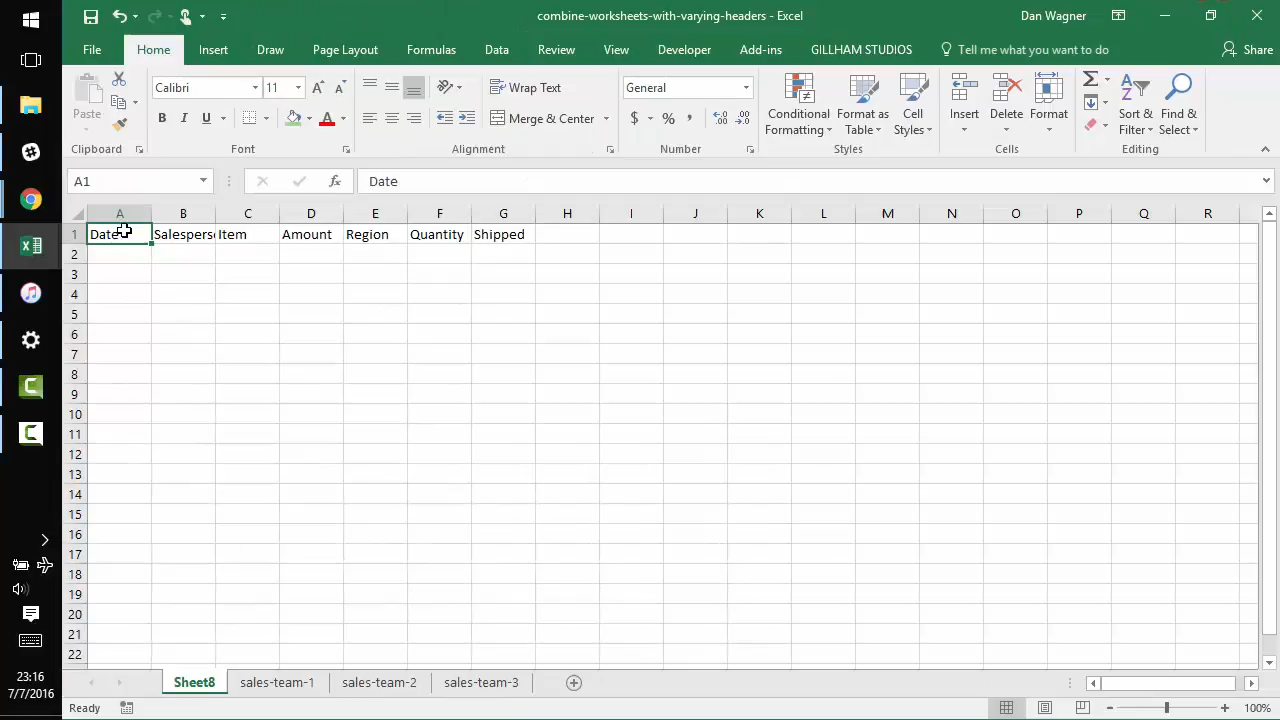 combine-worksheets-with-varying-headers - Excel
Dan Wagner
File Home Insert Draw Page Layout Formulas Data Review View Developer Add-ins GILLHAM STUDIOS Tell me what you want to do Share
Calibri 11 Wrap Text General
Paste B I U Merge & Center $ % , Conditional Formatting Format as Table Cell Styles Insert Delete Format Sort & Filter Find & Select
Clipboard Font Alignment Number Styles Cells Editing
A1 fx Date
A B C D E F G H I J K L M N O P Q R
1 Date Salesperso Item Amount Region Quantity Shipped
2
3
4
5
6
7
8
9
10
11
12
13
14
15
16
17
18
19
20
21
22
Sheet8 sales-team-1 sales-team-2 sales-team-3
Ready 100%
23:16
7/7/2016